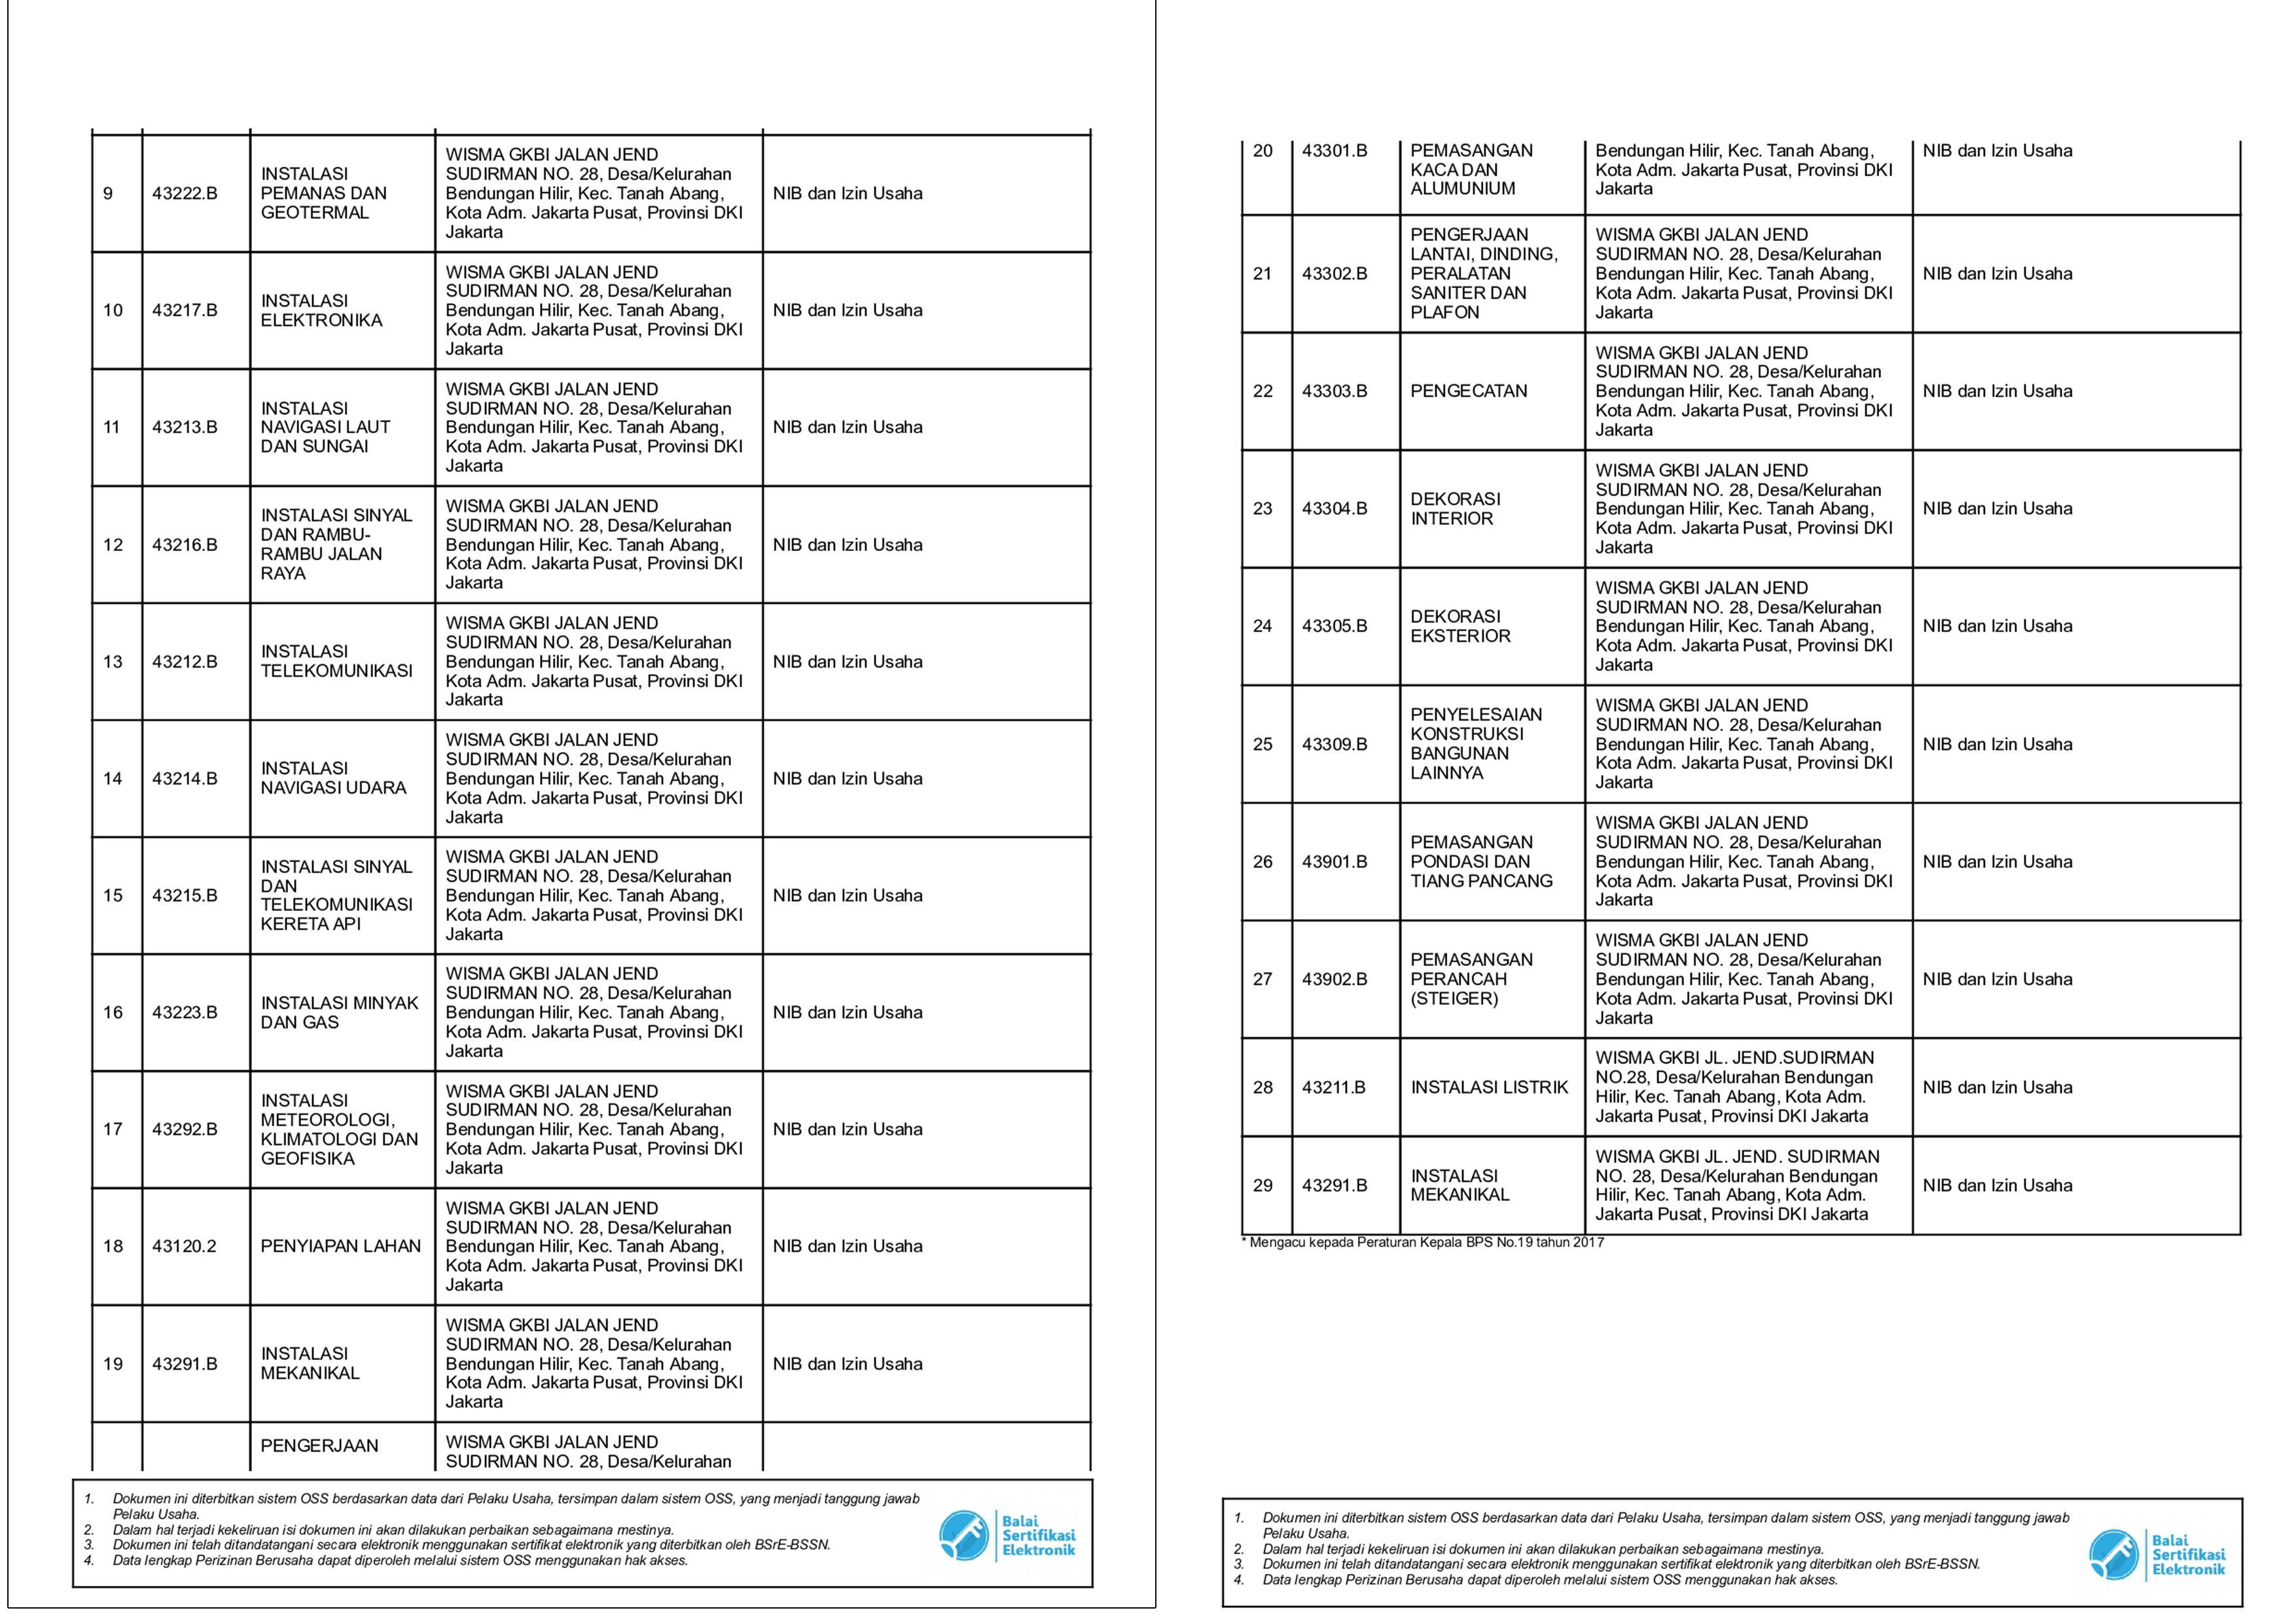 9
43222.B
INSTALASI
PEMANAS DAN
GEOTERMAL
WISMA GKBI JALAN JEND
SUDIRMAN NO. 28, Desa/Kelurahan
Bendungan Hilir, Kec. Tanah Abang,
Kota Adm. Jakarta Pusat, Provinsi DKI
Jakarta
NIB dan Izin Usaha
10
43217.B
INSTALASI
ELEKTRONIKA
WISMA GKBI JALAN JEND
SUDIRMAN NO. 28, Desa/Kelurahan
Bendungan Hilir, Kec. Tanah Abang,
Kota Adm. Jakarta Pusat, Provinsi DKI
Jakarta
NIB dan Izin Usaha
11
43213.B
INSTALASI
NAVIGASI LAUT
DAN SUNGAI
WISMA GKBI JALAN JEND
SUDIRMAN NO. 28, Desa/Kelurahan
Bendungan Hilir, Kec. Tanah Abang,
Kota Adm. Jakarta Pusat, Provinsi DKI
Jakarta
NIB dan Izin Usaha
12
43216.B
INSTALASI SINYAL
DAN RAMBU-
RAMBU JALAN
RAYA
WISMA GKBI JALAN JEND
SUDIRMAN NO. 28, Desa/Kelurahan
Bendungan Hilir, Kec. Tanah Abang,
Kota Adm. Jakarta Pusat, Provinsi DKI
Jakarta
NIB dan Izin Usaha
13
43212.B
INSTALASI
TELEKOMUNIKASI
WISMA GKBI JALAN JEND
SUDIRMAN NO. 28, Desa/Kelurahan
Bendungan Hilir, Kec. Tanah Abang,
Kota Adm. Jakarta Pusat, Provinsi DKI
Jakarta
NIB dan Izin Usaha
14
43214.B
INSTALASI
NAVIGASI UDARA
WISMA GKBI JALAN JEND
SUDIRMAN NO. 28, Desa/Kelurahan
Bendungan Hilir, Kec. Tanah Abang,
Kota Adm. Jakarta Pusat, Provinsi DKI
Jakarta
NIB dan Izin Usaha
15
43215.B
INSTALASI SINYAL
DAN
TELEKOMUNIKASI
KERETA API
WISMA GKBI JALAN JEND
SUDIRMAN NO. 28, Desa/Kelurahan
Bendungan Hilir, Kec. Tanah Abang,
Kota Adm. Jakarta Pusat, Provinsi DKI
Jakarta
NIB dan Izin Usaha
16
43223.B
INSTALASI MINYAK
DAN GAS
WISMA GKBI JALAN JEND
SUDIRMAN NO. 28, Desa/Kelurahan
Bendungan Hilir, Kec. Tanah Abang,
Kota Adm. Jakarta Pusat, Provinsi DKI
Jakarta
NIB dan Izin Usaha
17
43292.B
INSTALASI
METEOROLOGI,
KLIMATOLOGI DAN
GEOFISIKA
WISMA GKBI JALAN JEND
SUDIRMAN NO. 28, Desa/Kelurahan
Bendungan Hilir, Kec. Tanah Abang,
Kota Adm. Jakarta Pusat, Provinsi DKI
Jakarta
NIB dan Izin Usaha
18
43120.2
PENYIAPAN LAHAN
WISMA GKBI JALAN JEND
SUDIRMAN NO. 28, Desa/Kelurahan
Bendungan Hilir, Kec. Tanah Abang,
Kota Adm. Jakarta Pusat, Provinsi DKI
Jakarta
NIB dan Izin Usaha
19
43291.B
INSTALASI
MEKANIKAL
WISMA GKBI JALAN JEND
SUDIRMAN NO. 28, Desa/Kelurahan
Bendungan Hilir, Kec. Tanah Abang,
Kota Adm. Jakarta Pusat, Provinsi DKI
Jakarta
NIB dan Izin Usaha
PENGERJAAN
WISMA GKBI JALAN JEND
SUDIRMAN NO. 28, Desa/Kelurahan
1. Dokumen ini diterbitkan sistem OSS berdasarkan data dari Pelaku Usaha, tersimpan dalam sistem OSS, yang menjadi tanggung jawab
Pelaku Usaha.
2. Dalam hal terjadi kekeliruan isi dokumen ini akan dilakukan perbaikan sebagaimana mestinya.
3. Dokumen ini telah ditandatangani secara elektronik menggunakan sertifikat elektronik yang diterbitkan oleh BSrE-BSSN.
4. Data lengkap Perizinan Berusaha dapat diperoleh melalui sistem OSS menggunakan hak akses.
Balai
Sertifikasi
Elektronik
20
43301.B
PEMASANGAN
KACA DAN
ALUMUNIUM
Bendungan Hilir, Kec. Tanah Abang,
Kota Adm. Jakarta Pusat, Provinsi DKI
Jakarta
NIB dan Izin Usaha
21
43302.B
PENGERJAAN
LANTAI, DINDING,
PERALATAN
SANITER DAN
PLAFON
WISMA GKBI JALAN JEND
SUDIRMAN NO. 28, Desa/Kelurahan
Bendungan Hilir, Kec. Tanah Abang,
Kota Adm. Jakarta Pusat, Provinsi DKI
Jakarta
NIB dan Izin Usaha
22
43303.B
PENGECATAN
WISMA GKBI JALAN JEND
SUDIRMAN NO. 28, Desa/Kelurahan
Bendungan Hilir, Kec. Tanah Abang,
Kota Adm. Jakarta Pusat, Provinsi DKI
Jakarta
NIB dan Izin Usaha
23
43304.B
DEKORASI
INTERIOR
WISMA GKBI JALAN JEND
SUDIRMAN NO. 28, Desa/Kelurahan
Bendungan Hilir, Kec. Tanah Abang,
Kota Adm. Jakarta Pusat, Provinsi DKI
Jakarta
NIB dan Izin Usaha
24
43305.B
DEKORASI
EKSTERIOR
WISMA GKBI JALAN JEND
SUDIRMAN NO. 28, Desa/Kelurahan
Bendungan Hilir, Kec. Tanah Abang,
Kota Adm. Jakarta Pusat, Provinsi DKI
Jakarta
NIB dan Izin Usaha
25
43309.B
PENYELESAIAN
KONSTRUKSI
BANGUNAN
LAINNYA
WISMA GKBI JALAN JEND
SUDIRMAN NO. 28, Desa/Kelurahan
Bendungan Hilir, Kec. Tanah Abang,
Kota Adm. Jakarta Pusat, Provinsi DKI
Jakarta
NIB dan Izin Usaha
26
43901.B
PEMASANGAN
PONDASI DAN
TIANG PANCANG
WISMA GKBI JALAN JEND
SUDIRMAN NO. 28, Desa/Kelurahan
Bendungan Hilir, Kec. Tanah Abang,
Kota Adm. Jakarta Pusat, Provinsi DKI
Jakarta
NIB dan Izin Usaha
27
43902.B
PEMASANGAN
PERANCAH
(STEIGER)
WISMA GKBI JALAN JEND
SUDIRMAN NO. 28, Desa/Kelurahan
Bendungan Hilir, Kec. Tanah Abang,
Kota Adm. Jakarta Pusat, Provinsi DKI
Jakarta
NIB dan Izin Usaha
28
43211.B
INSTALASI LISTRIK
WISMA GKBI JL. JEND.SUDIRMAN
NO.28, Desa/Kelurahan Bendungan
Hilir, Kec. Tanah Abang, Kota Adm.
Jakarta Pusat, Provinsi DKI Jakarta
NIB dan Izin Usaha
29
43291.B
INSTALASI
MEKANIKAL
WISMA GKBI JL. JEND. SUDIRMAN
NO. 28, Desa/Kelurahan Bendungan
Hilir, Kec. Tanah Abang, Kota Adm.
Jakarta Pusat, Provinsi DKI Jakarta
NIB dan Izin Usaha
* Mengacu kepada Peraturan Kepala BPS No.19 tahun 2017
1. Dokumen ini diterbitkan sistem OSS berdasarkan data dari Pelaku Usaha, tersimpan dalam sistem OSS, yang menjadi tanggung jawab
Pelaku Usaha.
2. Dalam hal terjadi kekeliruan isi dokumen ini akan dilakukan perbaikan sebagaimana mestinya.
3. Dokumen ini telah ditandatangani secara elektronik menggunakan sertifikat elektronik yang diterbitkan oleh BSrE-BSSN.
4. Data lengkap Perizinan Berusaha dapat diperoleh melalui sistem OSS menggunakan hak akses.
Balai
Sertifikasi
Elektronik